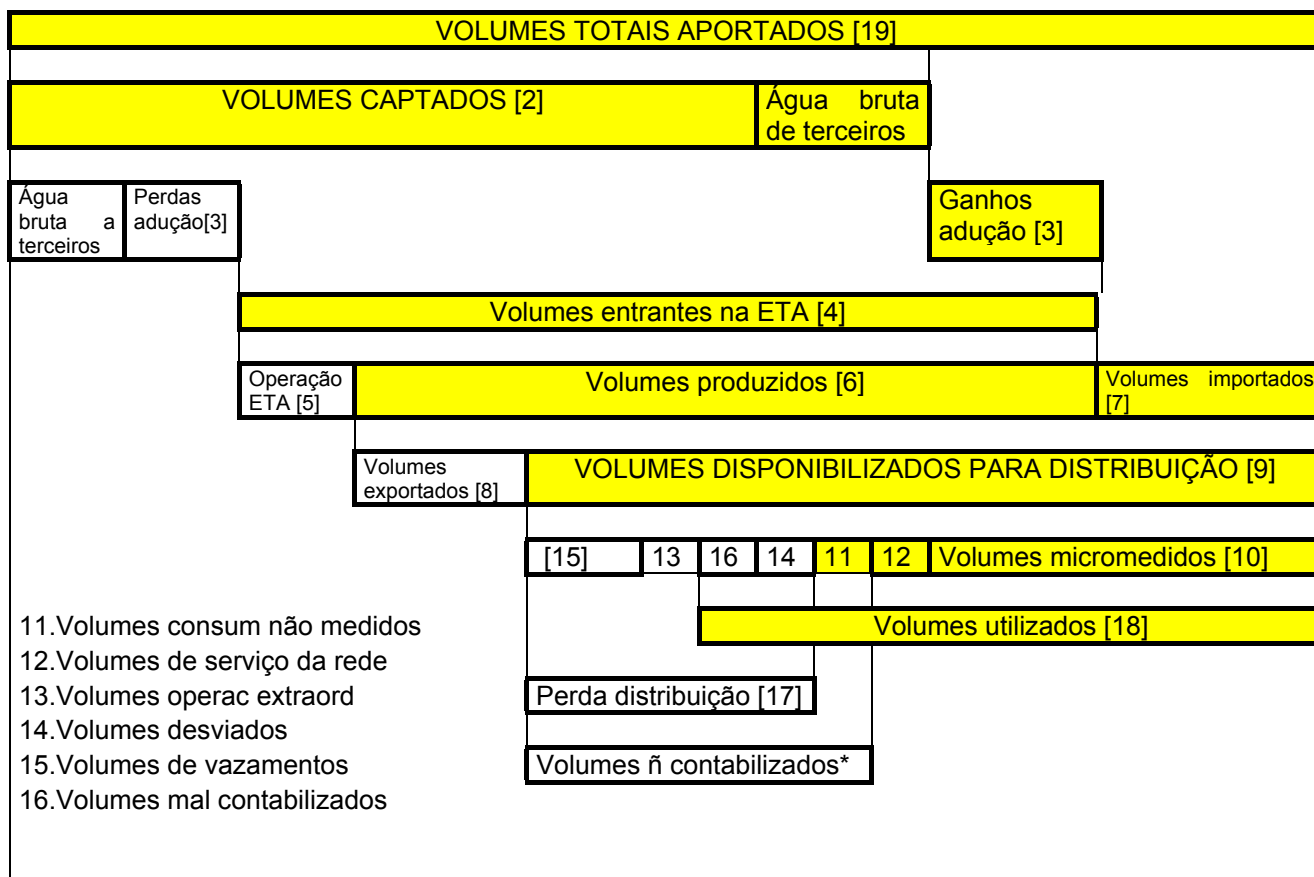 VOLUMES TOTAIS APORTADOS [19]
VOLUMES CAPTADOS [2]
Água bruta
de terceiros
Água
bruta a
terceiros
Perdas
adução[3]
Ganhos
adução [3]
Volumes entrantes na ETA [4]
Operação
ETA [5]
Volumes produzidos [6]
Volumes importados
[7]
Volumes
exportados [8]
VOLUMES DISPONIBILIZADOS PARA DISTRIBUIÇÃO [9]
[15] 13 16 14 11 12 Volumes micromedidos [10]
Volumes utilizados [18]
Perda distribuição [17]
Volumes ñ contabilizados*
11.Volumes consum não medidos
12.Volumes de serviço da rede
13.Volumes operac extraord
14.Volumes desviados
15.Volumes de vazamentos
16.Volumes mal contabilizados